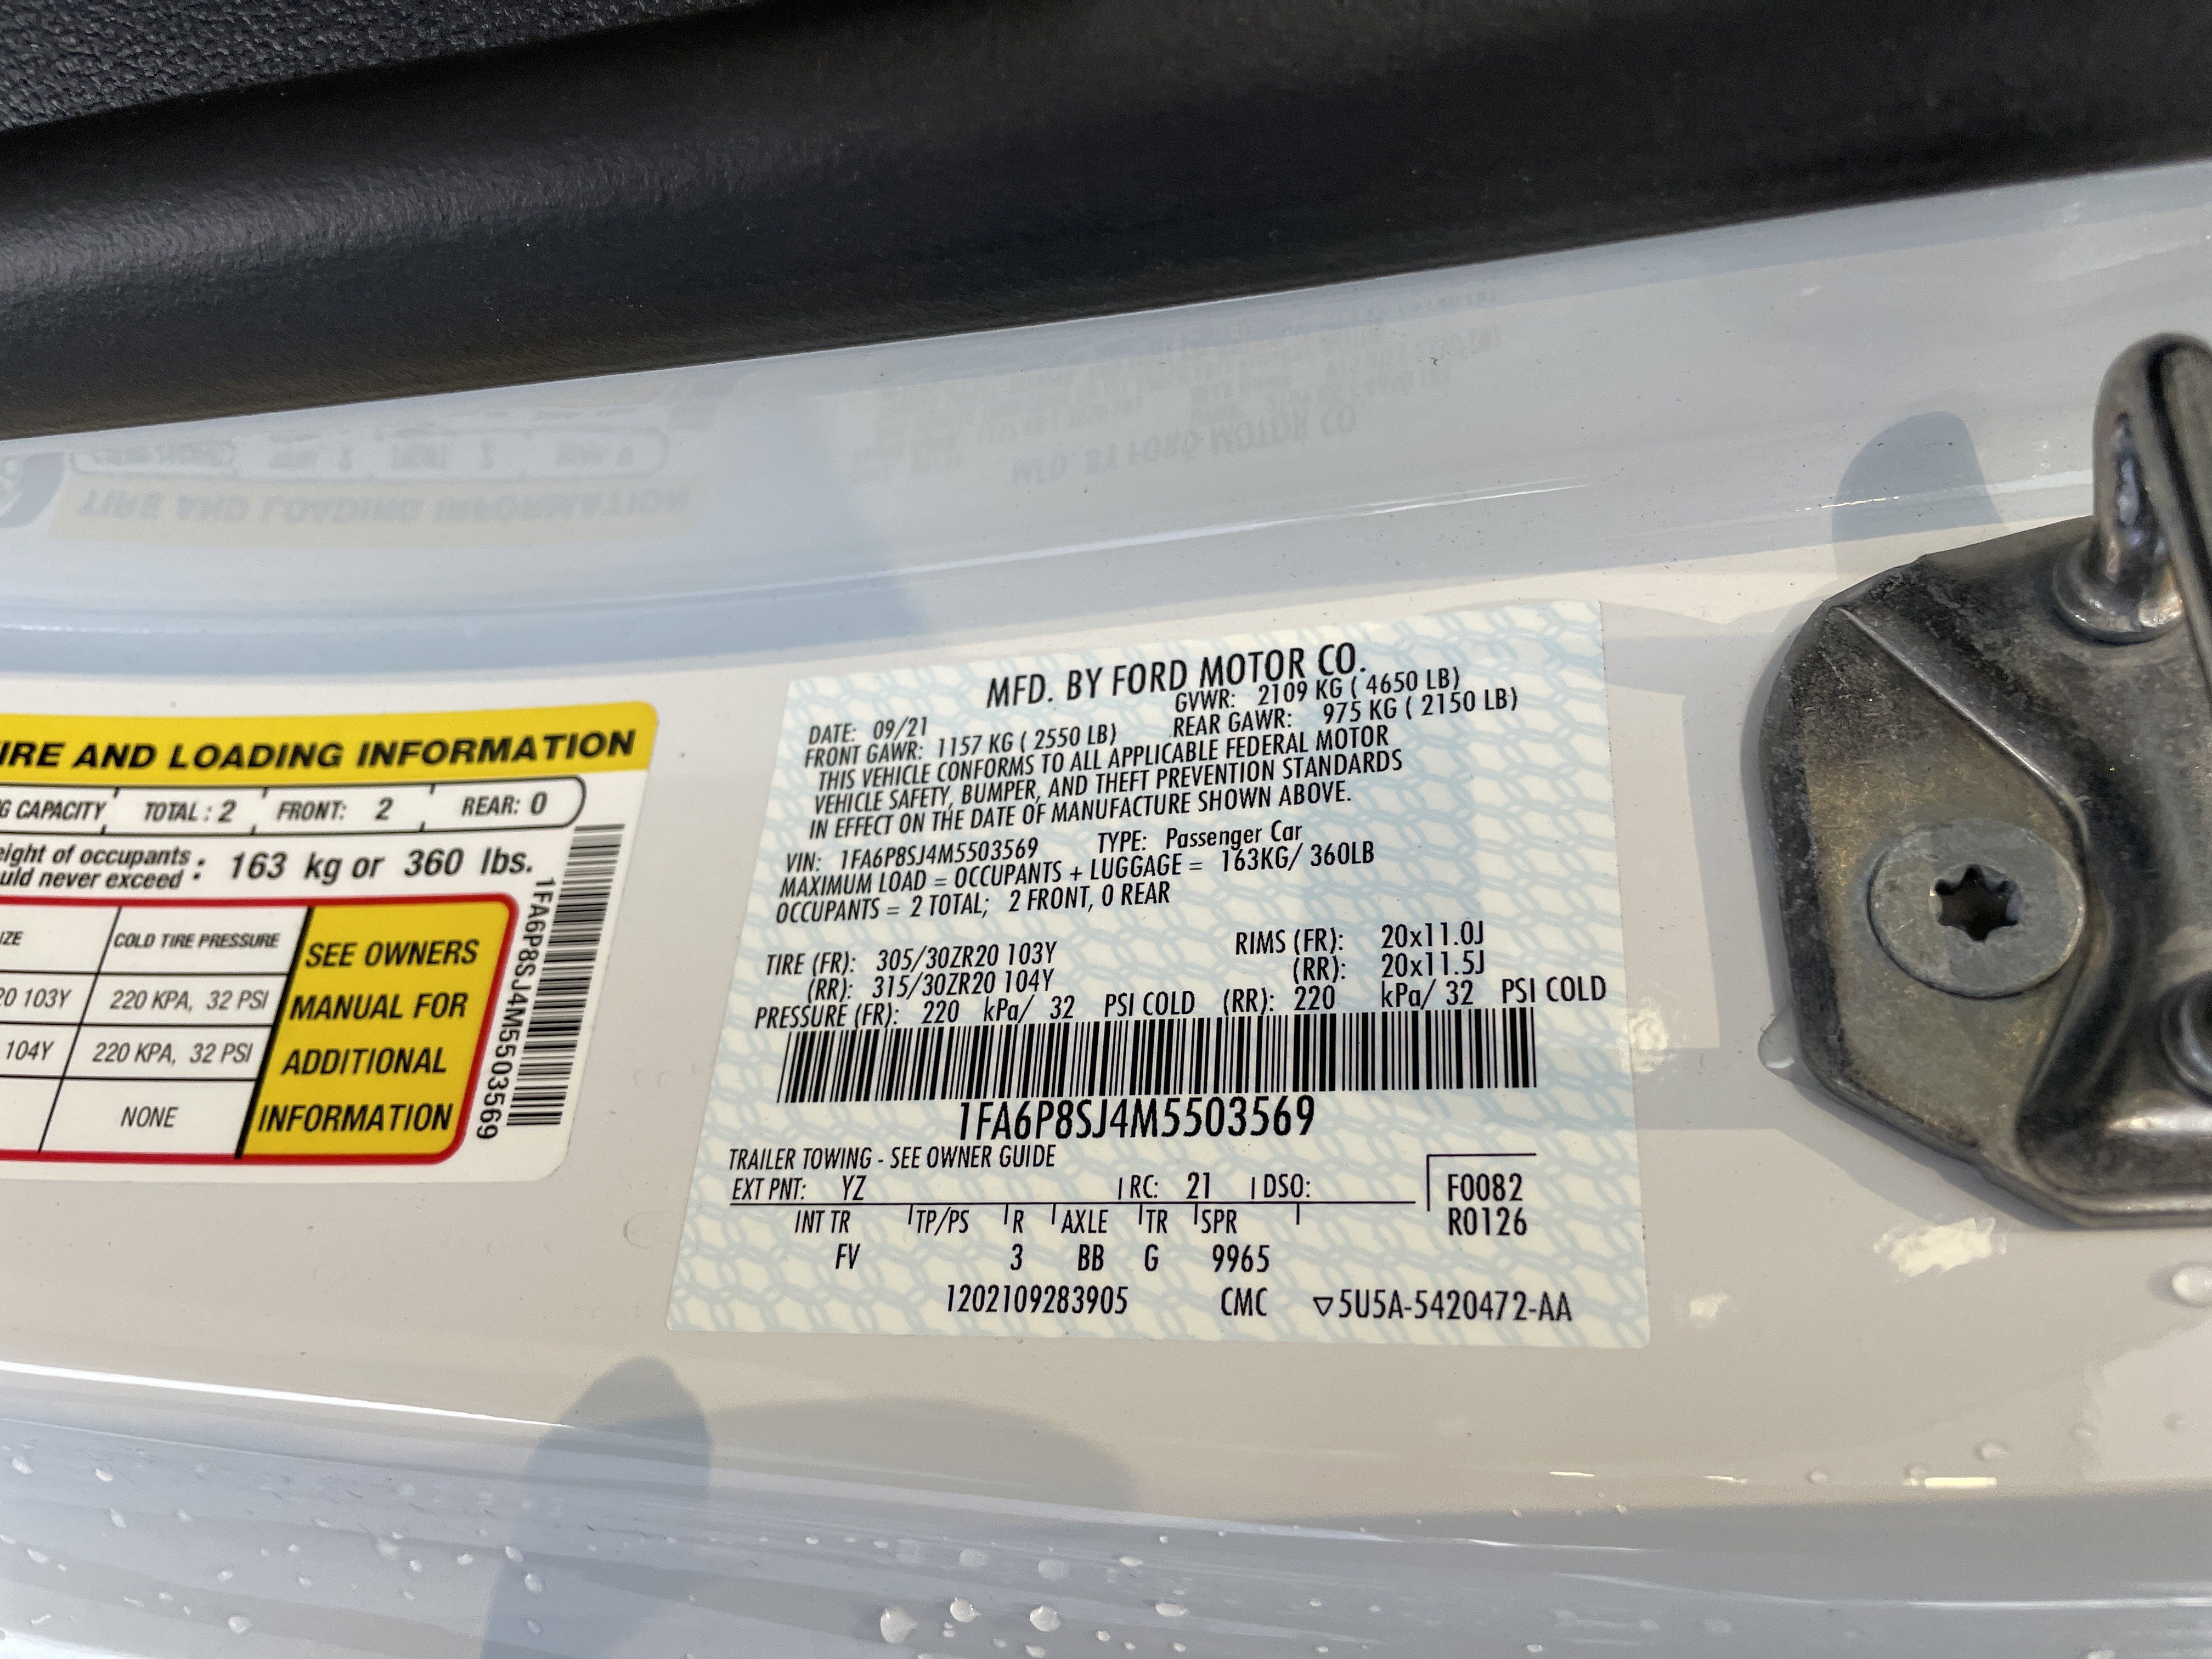 IRE AND LOADING INFORMATION
G CAPACITY TOTAL : 2 FRONT: 2 REAR: 0
eight of occupants :
uld never exceed :
163 kg or 360 lbs.
IZE COLD TIRE PRESSURE
20 103Y 220 KPA, 32 PSI
104Y 220 KPA, 32 PSI
NONE
SEE OWNERS
MANUAL FOR
ADDITIONAL
INFORMATION
1FA6P8SJ4M5503569
MFD. BY FORD MOTOR CO.
DATE: 09/21 GVWR: 2109 KG ( 4650 LB)
FRONT GAWR: 1157 KG ( 2550 LB) REAR GAWR: 975 KG ( 2150 LB)
THIS VEHICLE CONFORMS TO ALL APPLICABLE FEDERAL MOTOR
VEHICLE SAFETY, BUMPER, AND THEFT PREVENTION STANDARDS
IN EFFECT ON THE DATE OF MANUFACTURE SHOWN ABOVE.
VIN: 1FA6P8SJ4M5503569 TYPE: Passenger Car
MAXIMUM LOAD = OCCUPANTS + LUGGAGE = 163KG/ 360LB
OCCUPANTS = 2 TOTAL; 2 FRONT, 0 REAR
TIRE (FR): 305/30ZR20 103Y RIMS (FR): 20x11.0J
(RR): 315/30ZR20 104Y (RR): 20x11.5J
PRESSURE (FR): 220 kPa/ 32 PSI COLD (RR): 220 kPa/ 32 PSI COLD
1FA6P8SJ4M5503569
TRAILER TOWING - SEE OWNER GUIDE
EXT PNT: YZ RC: 21 DSO:
F0082
R0126
INT TR TP/PS R AXLE TR SPR
FV 3 BB G 9965
1202109283905 CMC ▽5U5A-5420472-AA